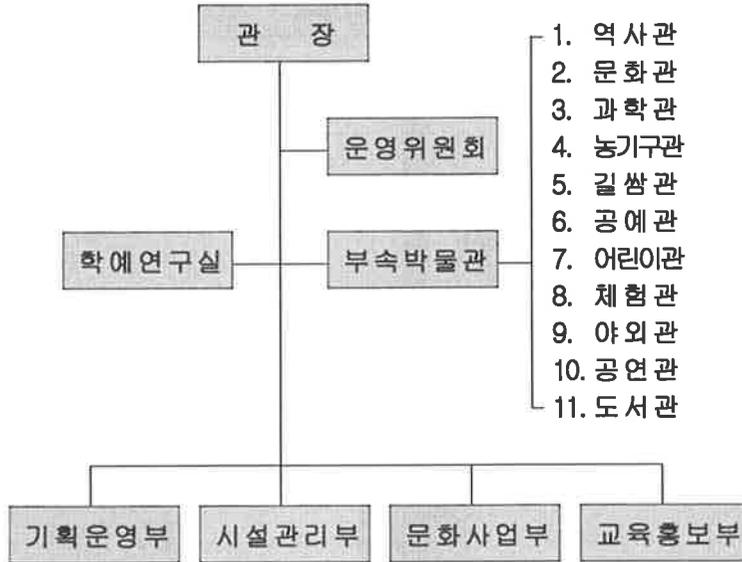 관 장
운영위원회
학예연구실
부속박물관
1. 역사관
2. 문화관
3. 과학관
4. 농기구관
5. 길쌈관
6. 공예관
7. 어린이관
8. 체험관
9. 야외관
10. 공연관
11. 도서관
기획운영부
시설관리부
문화사업부
교육홍보부